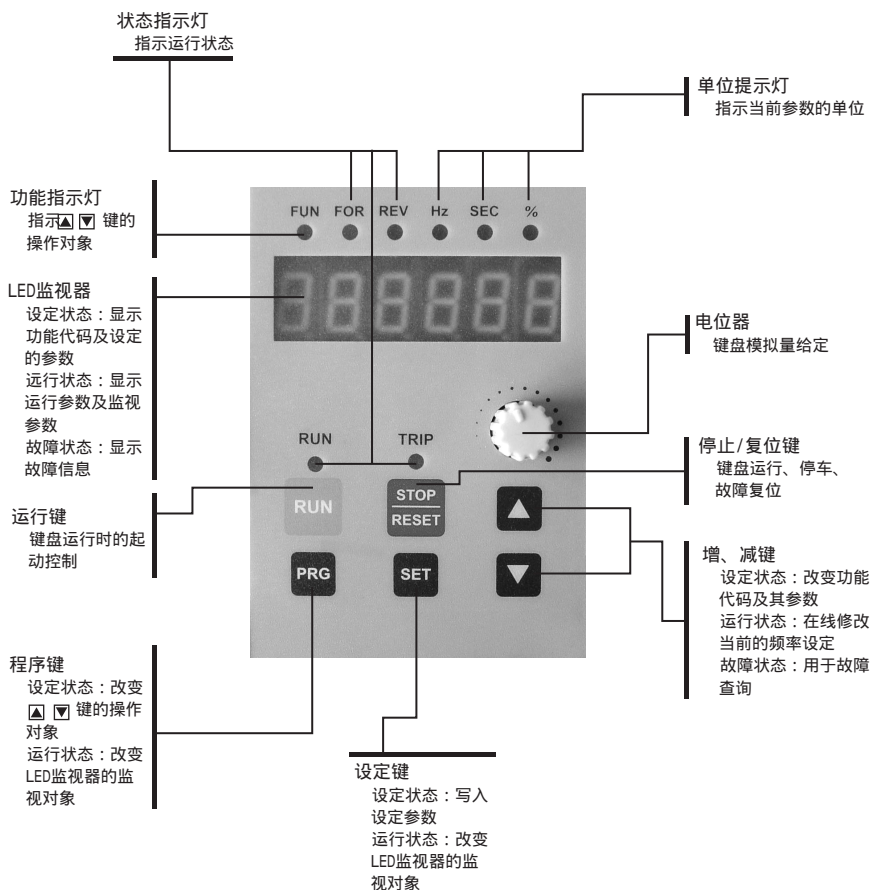 状态指示灯
指示运行状态
单位提示灯
指示当前参数的单位
功能指示灯
指示▲ ▼ 键的
操作对象
FUN FOR REV Hz SEC %
LED监视器
设定状态：显示
功能代码及设定
的参数
远行状态：显示
运行参数及监视
参数
故障状态：显示
故障信息
电位器
键盘模拟量给定
RUN TRIP
停止/复位键
键盘运行、停车、
故障复位
运行键
键盘运行时的起
动控制
RUN
STOP
RESET
PRG SET
增、减键
设定状态：改变功能
代码及其参数
运行状态：在线修改
当前的频率设定
故障状态：用于故障
查询
程序键
设定状态：改变
▲ ▼ 键的操作
对象
运行状态：改变
LED监视器的监
视对象
设定键
设定状态：写入
设定参数
运行状态：改变
LED监视器的监
视对象